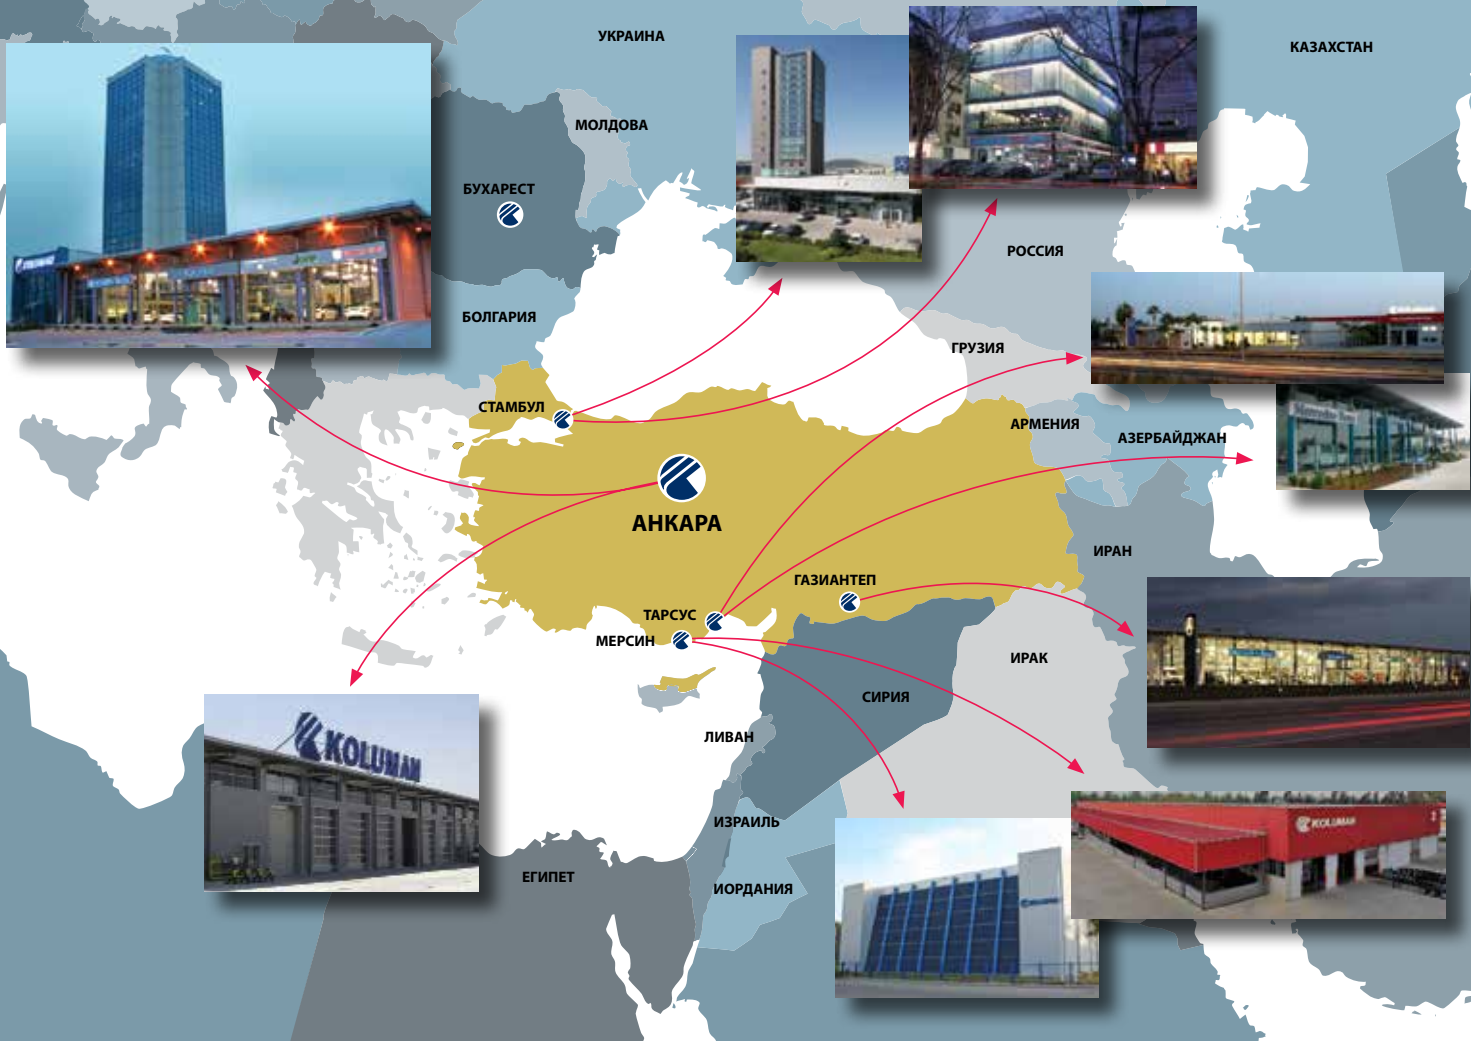 УКРАИНА
КАЗАХСТАН
МОЛДОВА
БУХАРЕСТ
РОССИЯ
БОЛГАРИЯ
ГРУЗИЯ
СТАМБУЛ
АРМЕНИЯ
АЗЕРБАЙДЖАН
АНКАРА
ИРАН
ГАЗИАНТЕП
ТАРСУС
МЕРСИН
ИРАК
СИРИЯ
ЛИВАН
KOLUMAN
ИЗРАИЛЬ
KOLUMAN
ЕГИПЕТ
ИОРДАНИЯ